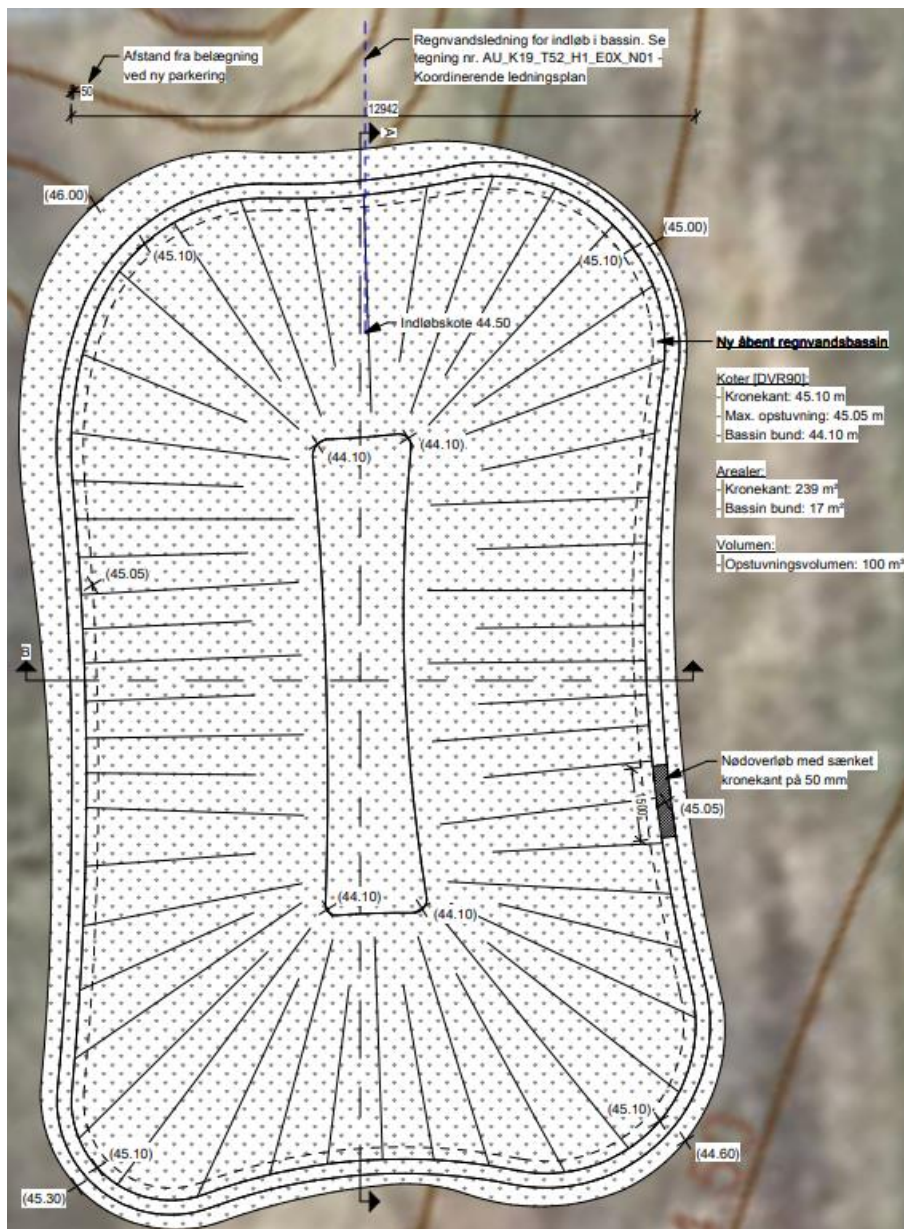 Afstand fra belægning
ved ny parkering
50
Regnvandsledning for indløb i bassin. Se
tegning nr. AU_K19_T52_H1_E0X_N01 -
Koordinerende ledningsplan
12942
A
(46.00)
(45.00)
(45.10)
(45.10)
Indløbskote 44.50
Ny åbent regnvandsbassin
Koter [DVR90]:
- Kronekant: 45.10 m
- Max. opstuvning: 45.05 m
- Bassin bund: 44.10 m
(44.10)
(44.10)
Arealer:
- Kronekant: 239 m²
- Bassin bund: 17 m²
Volumen:
- Opstuvningsvolumen: 100 m³
(45.05)
B
Nødoverløb med sænket
kronekant på 50 mm
1500
(45.05)
(44.10)
(44.10)
(45.10)
(45.10)
(44.60)
(45.30)
4.50